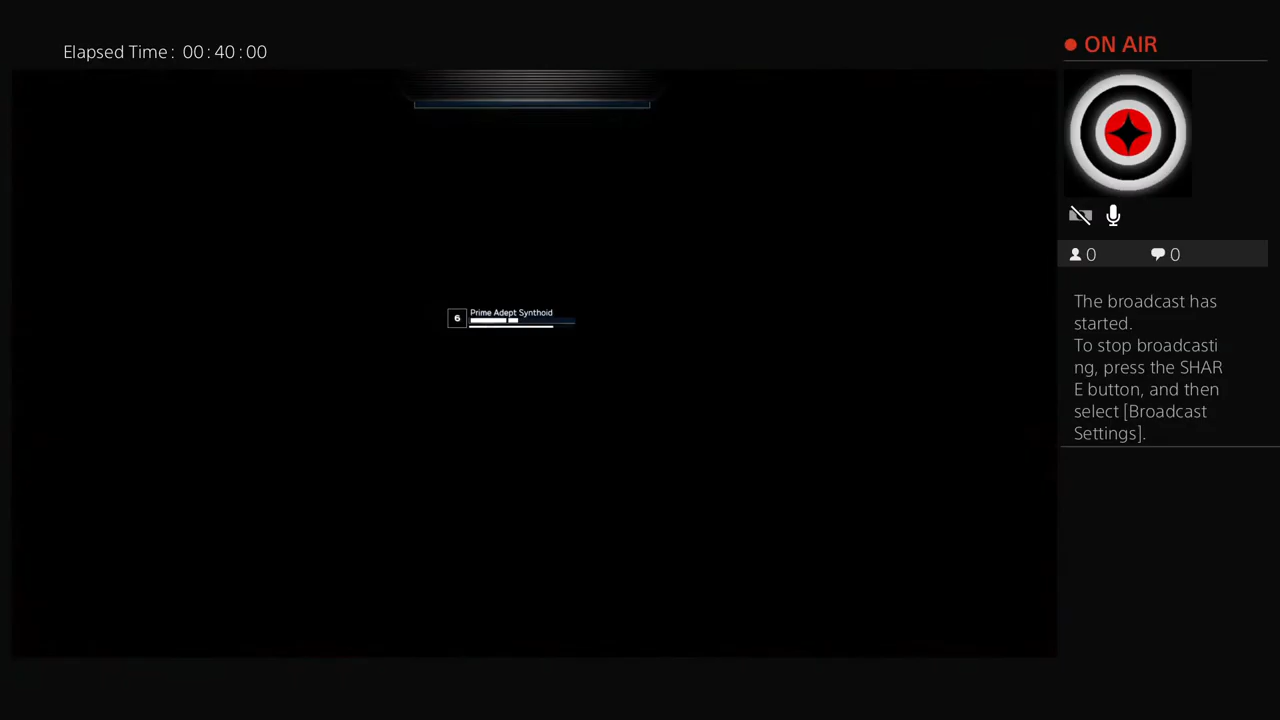 Elapsed Time: 00:40:00
ON AIR
0 0
6 Prime Adept Synthoid
The broadcast has
started.
To stop broadcasti
ng, press the SHAR
E button, and then
select [Broadcast
Settings].